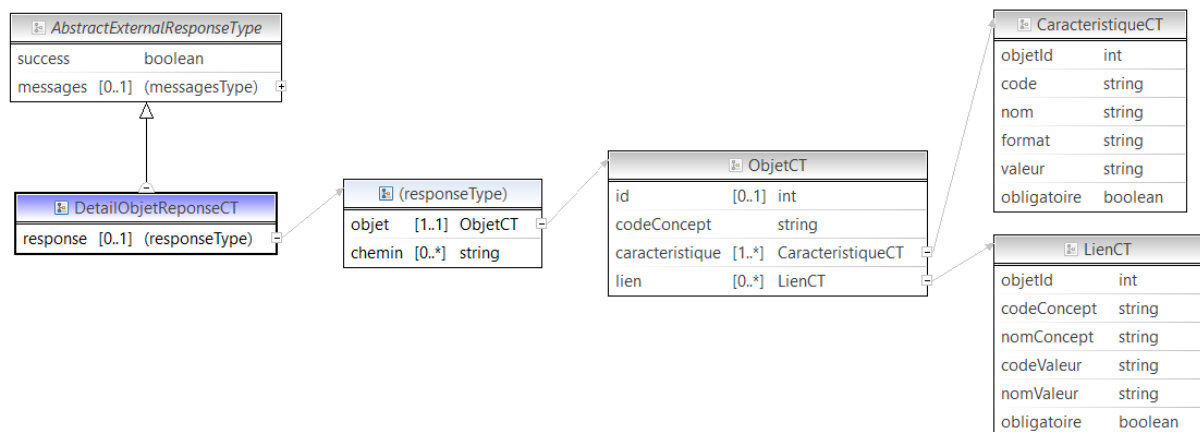 AbstractExternalResponseType
success boolean
messages [0..1] (messagesType)
DetailObjetReponseCT
response [0..1] (responseType)
(responseType)
objet [1..1] ObjetCT
chemin [0..*] string
ObjetCT
id [0..1] int
codeConcept string
caracteristique [1..*] CaracteristiqueCT
lien [0..*] LienCT
CaracteristiqueCT
objetId int
code string
nom string
format string
valeur string
obligatoire boolean
LienCT
objetId int
codeConcept string
nomConcept string
codeValeur string
nomValeur string
obligatoire boolean